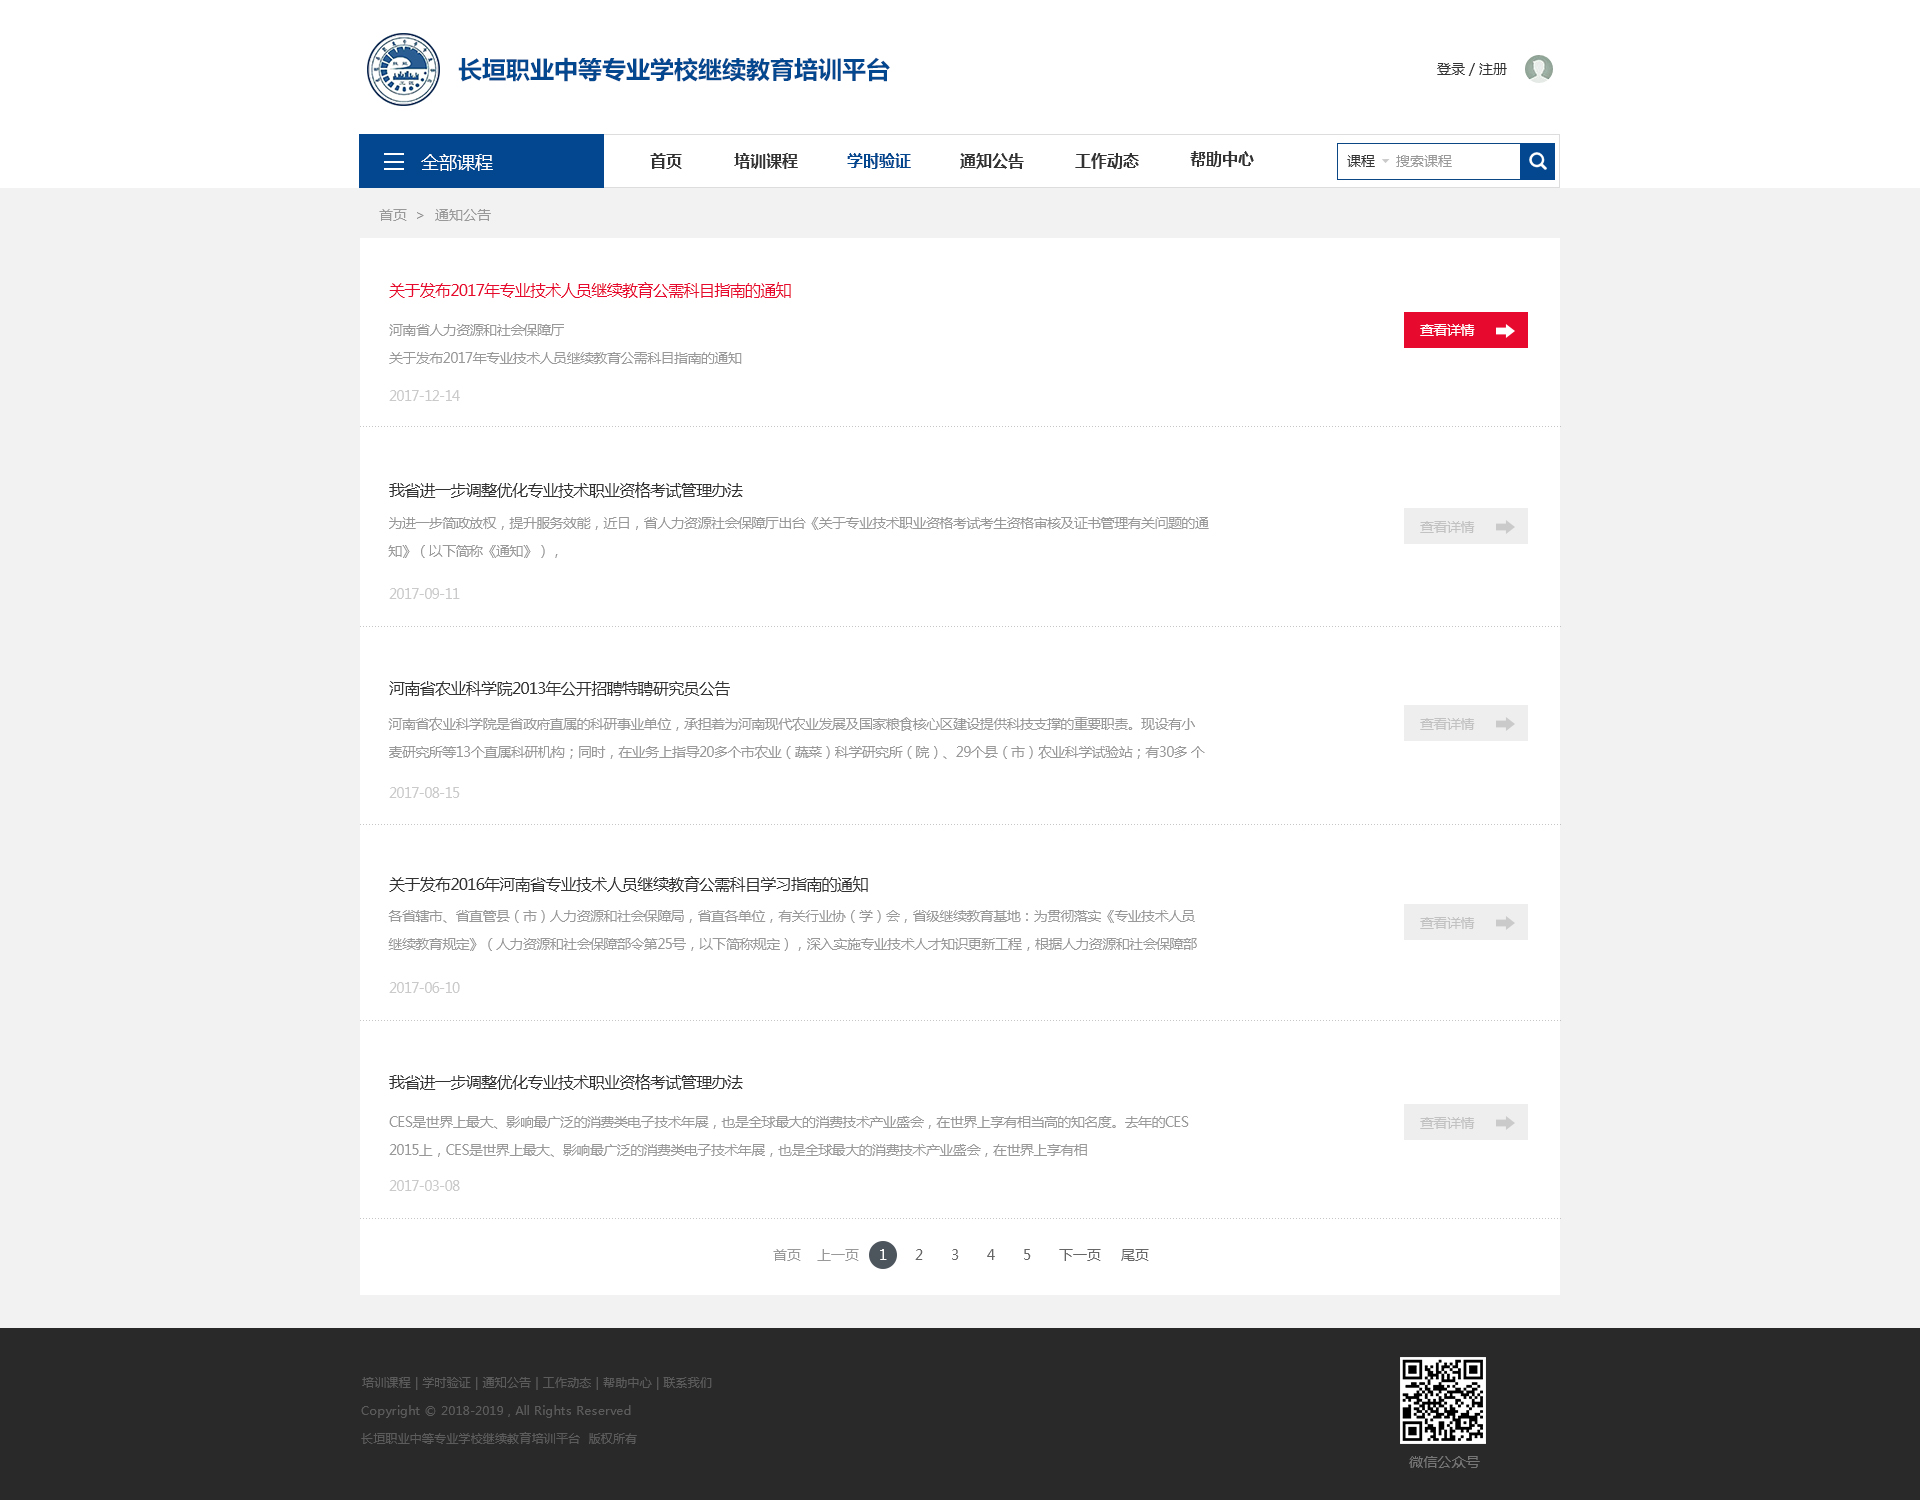 长垣职业中等专业学校继续教育培训平台
登录 / 注册
全部课程 首页 培训课程 学时验证 通知公告 工作动态 帮助中心 课程 搜索课程
首页 > 通知公告
关于发布2017年专业技术人员继续教育公需科目指南的通知
河南省人力资源和社会保障厅
查看详情
关于发布2017年专业技术人员继续教育公需科目指南的通知
2017-12-14
我省进一步调整优化专业技术职业资格考试管理办法
为进一步简政放权，提升服务效能，近日，省人力资源社会保障厅出台《关于专业技术职业资格考试考生资格审核及证书管理有关问题的通
查看详情
知》（以下简称《通知》），
2017-09-11
河南省农业科学院2013年公开招聘特聘研究员公告
河南省农业科学院是省政府直属的科研事业单位，承担着为河南现代农业发展及国家粮食核心区建设提供科技支撑的重要职责。现设有小
查看详情
麦研究所等13个直属科研机构；同时，在业务上指导20多个市农业（蔬菜）科学研究所（院）、29个县（市）农业科学试验站；有30多 个
2017-08-15
关于发布2016年河南省专业技术人员继续教育公需科目学习指南的通知
各省辖市、省直管县（市）人力资源和社会保障局，省直各单位，有关行业协（学）会，省级继续教育基地：为贯彻落实《专业技术人员
查看详情
继续教育规定》（人力资源和社会保障部令第25号，以下简称规定），深入实施专业技术人才知识更新工程，根据人力资源和社会保障部
2017-06-10
我省进一步调整优化专业技术职业资格考试管理办法
CES是世界上最大、影响最广泛的消费类电子技术年展，也是全球最大的消费技术产业盛会，在世界上享有相当高的知名度。去年的CES
查看详情
2015上，CES是世界上最大、影响最广泛的消费类电子技术年展，也是全球最大的消费技术产业盛会，在世界上享有相
2017-03-08
首页 上一页 1 2 3 4 5 下一页 尾页
培训课程 | 学时验证 | 通知公告 | 工作动态 | 帮助中心 | 联系我们
Copyright © 2018-2019 , All Rights Reserved
长垣职业中等专业学校继续教育培训平台 版权所有
微信公众号